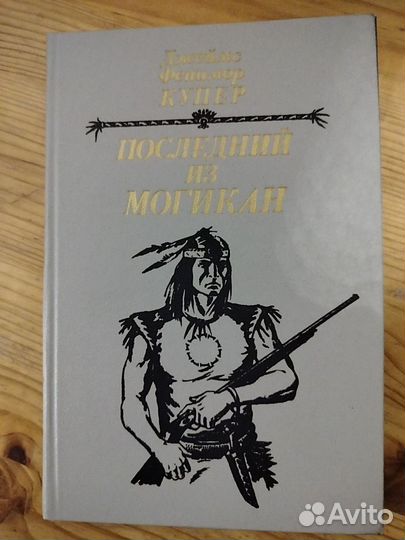 Джеймс
Фенимор
КУПЕР
ПОСЛЕДНИЙ
ИЗ
МОГИКАН
Avito